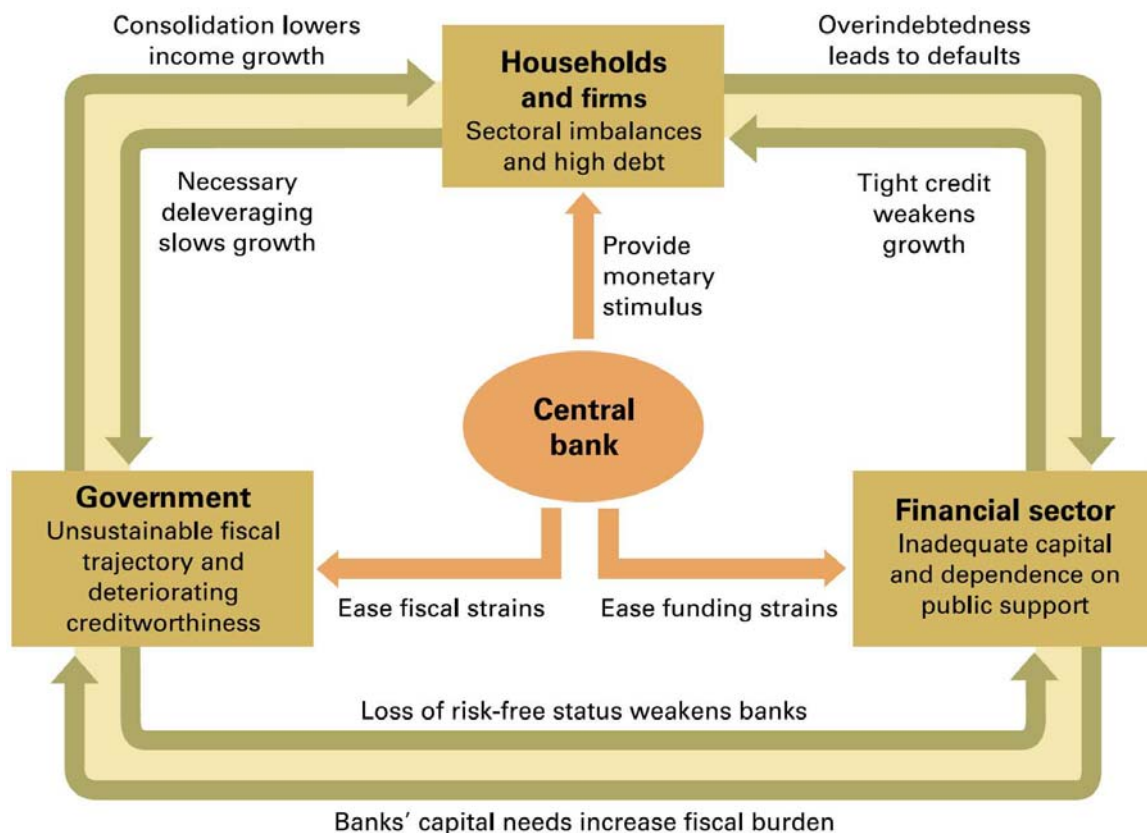 Consolidation lowers
income growth
Overindebtedness
leads to defaults
Households
and firms
Sectoral imbalances
and high debt
Necessary
deleveraging
slows growth
Tight credit
weakens
growth
Provide
monetary
stimulus
Central
bank
Government
Unsustainable fiscal
trajectory and
deteriorating
creditworthiness
Financial sector
Inadequate capital
and dependence on
public support
Ease fiscal strains
Ease funding strains
Loss of risk-free status weakens banks
Banks’ capital needs increase fiscal burden